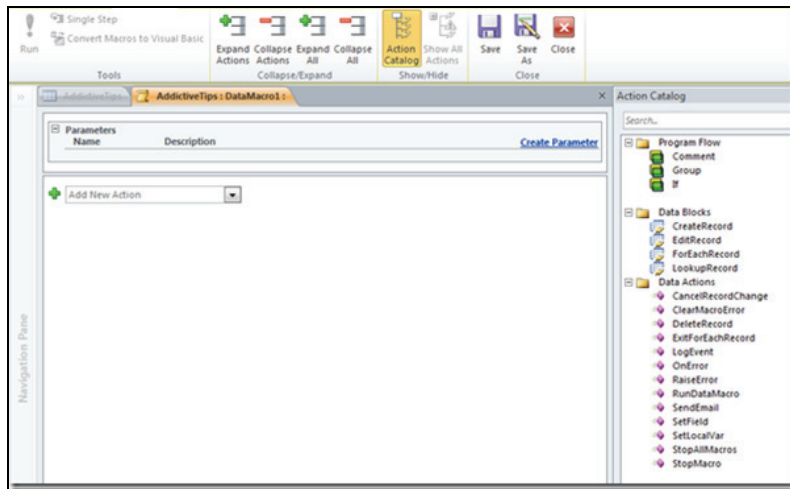 Run
Single Step
Convert Macros to Visual Basic
Tools
Expand Actions
Collapse Actions
Expand All
Collapse All
Collapse/Expand
Action Catalog
Show All Actions
Show/Hide
Save
Save As
Close
Close
AddictiveTips
AddictiveTips : DataMacro1 :
Parameters
Name Description Create Parameter
Add New Action
Navigation Pane
Action Catalog
Search...
Program Flow
Comment
Group
If
Data Blocks
CreateRecord
EditRecord
ForEachRecord
LookupRecord
Data Actions
CancelRecordChange
ClearMacroError
DeleteRecord
ExitForEachRecord
LogEvent
OnError
RaiseError
RunDataMacro
SendEmail
SetField
SetLocalVar
StopAllMacros
StopMacro